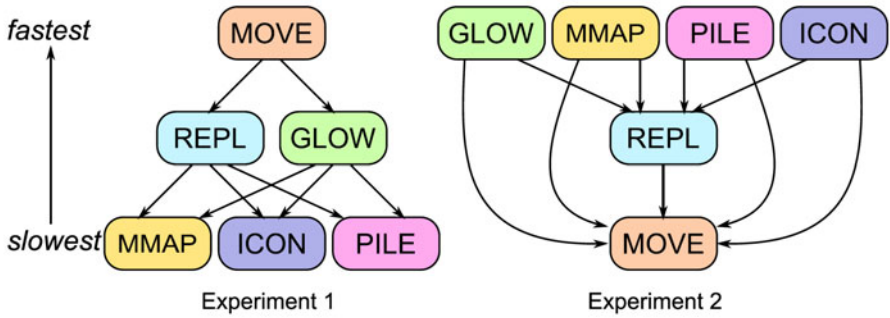 fastest
MOVE
REPL GLOW
slowest
MMAP ICON PILE
Experiment 1
GLOW MMAP PILE ICON
REPL
MOVE
Experiment 2